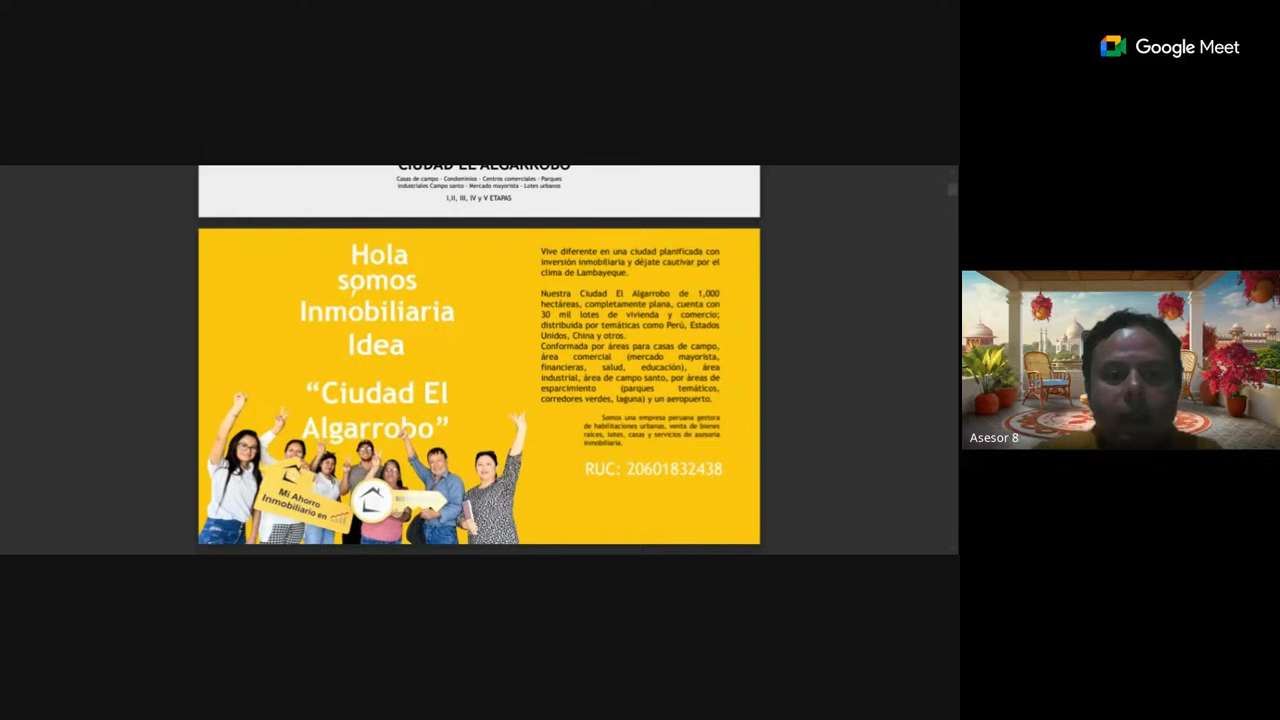 Google Meet
CIUDAD EL ALGARROBO
Casas de campo - Condominios - Centros comerciales - Parques
industriales Campo santo - Mercado mayorista - Lotes urbanos
I,II, III, IV y V ETAPAS
Hola
somos
Inmobiliaria
Idea
“Ciudad El
Algarrobo”
Mi Ahorro
Inmobiliario en
Vive diferente en una ciudad planificada con
inversión inmobiliaria y déjate cautivar por el
clima de Lambayeque.
Nuestra Ciudad El Algarrobo de 1,000
hectáreas, completamente plana, cuenta con
30 mil lotes de vivienda y comercio;
distribuida por temáticas como Perú, Estados
Unidos, China y otros.
Conformada por áreas para casas de campo,
área comercial (mercado mayorista,
financieras, salud, educación), área
industrial, área de campo santo, por áreas de
esparcimiento (parques temáticos,
corredores verdes, laguna) y un aeropuerto.
Somos una empresa peruana gestora
de habilitaciones urbanas, venta de bienes
raíces, lotes, casas y servicios de asesoría
inmobiliaria.
RUC: 20601832438
Asesor 8